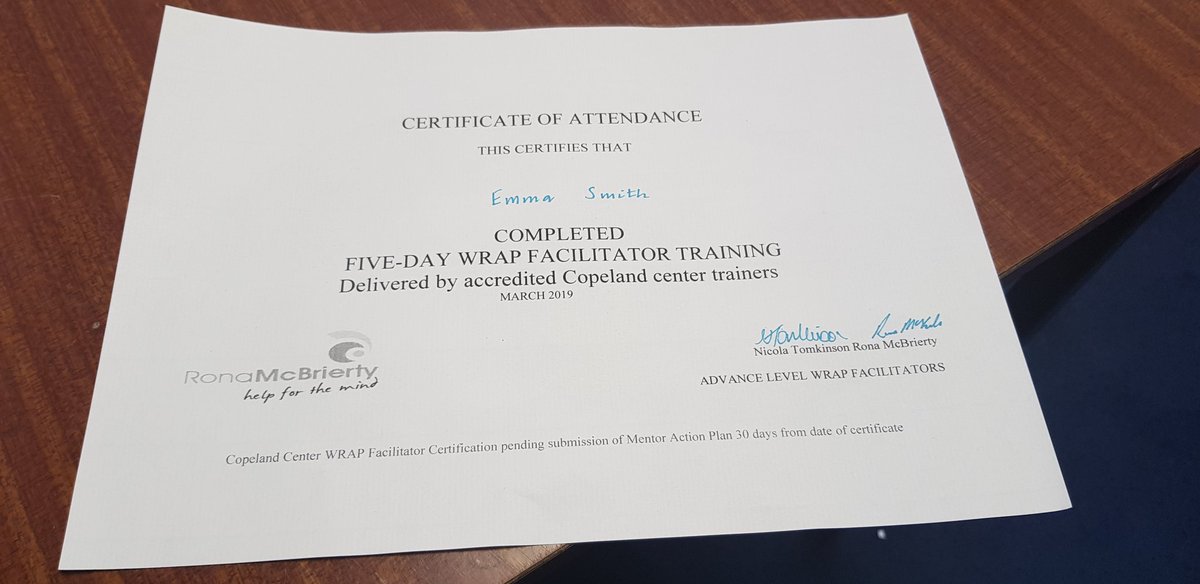 CERTIFICATE OF ATTENDANCE
THIS CERTIFIES THAT
Emma Smith
COMPLETED
FIVE-DAY WRAP FACILITATOR TRAINING
Delivered by accredited Copeland center trainers
MARCH 2019
RonaMcBrierty
help for the mind
Nicola Tomkinson Rona McBrierty
ADVANCE LEVEL WRAP FACILITATORS
Copeland Center WRAP Facilitator Certification pending submission of Mentor Action Plan 30 days from date of certificate